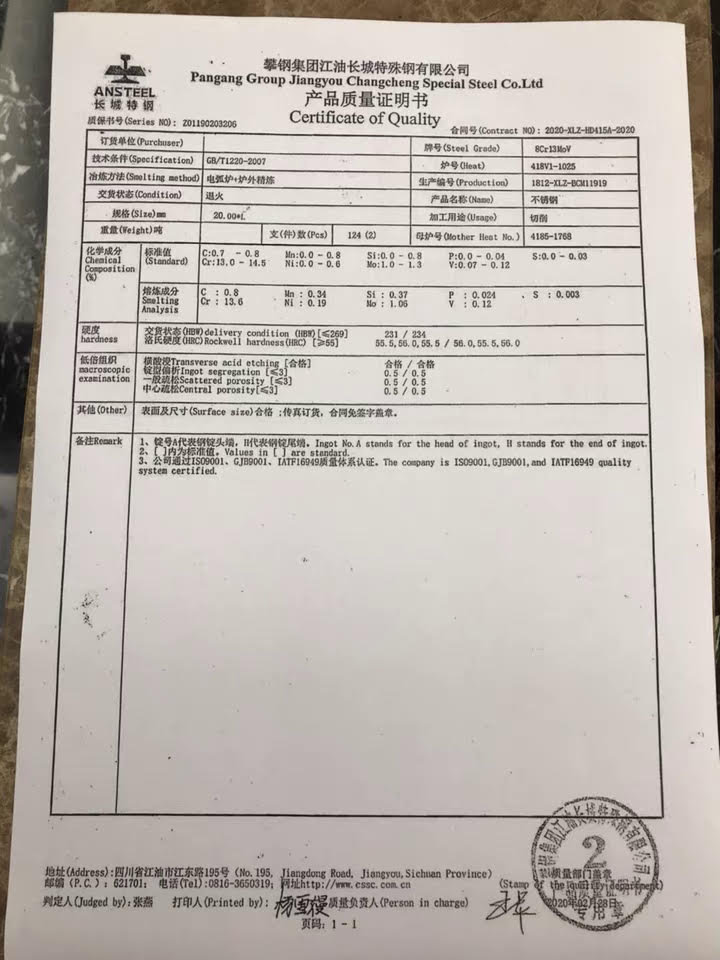 ANSTEEL
长城特钢
攀钢集团江油长城特殊钢有限公司
Pangang Group Jiangyou Changcheng Special Steel Co.Ltd
产品质量证明书
Certificate of Quality
质保书号(Series NO): Z01190203206
合同号(Contract NO): 2020-XLZ-HD415A-2020
订货单位(Purchuser) 牌号(Steel Grade) 8Cr13MoV
技术条件(Specification) GB/T1220-2007 炉号(Heat) 418V1-1025
冶炼方法(Smelting method) 电弧炉+炉外精炼 生产编号(Production) 1812-XLZ-BCM11919
交货状态(Condition) 退火 产品名称(Name) 不锈钢
规格(Size)mm 20.00*L 加工用途(Usage) 切削
重量(Weight)吨 支(件)数(Pcs) 124 (2) 母炉号(Mother Heat No.) 4185-1768
化学成分
Chemical
Composition
(%)
标准值
(Standard)
C:0.7 - 0.8 Mn:0.0 - 0.8 Si:0.0 - 0.8 P:0.0 - 0.04 S:0.0 - 0.03
Cr:13.0 - 14.5 Ni:0.0 - 0.6 Mo:1.0 - 1.3 V:0.07 - 0.12
熔炼成分
Smelting
Analysis
C : 0.8 Mn : 0.34 Si : 0.37 P : 0.024 S : 0.003
Cr : 13.6 Ni : 0.19 Mo : 1.06 V : 0.12
硬度
hardness
交货状态(HBW)delivery condition (HBW)[≤269] 231 / 234
洛氏硬度(HRC)Rockwell hardness(HRC) [≥55] 55.5,56.0,55.5 / 56.0,55.5,56.0
低倍组织
macroscopic
examination
横酸浸Transverse acid etching [合格] 合格 / 合格
锭型偏析Ingot segregation [≤3] 0.5 / 0.5
一般疏松Scattered porosity [≤3] 0.5 / 0.5
中心疏松Central porosity[≤3] 0.5 / 0.5
其他(Other) 表面及尺寸(Surface size)合格 ;传真订货，合同免签字盖章。
备注Remark
1、锭号A代表钢锭头端，H代表钢锭尾端。Ingot No.A stands for the head of ingot, H stands for the end of ingot.
2、[ ]内为标准值。Values in [ ] are standard.
3、公司通过ISO9001、GJB9001、IATF16949质量体系认证。The company is ISO9001,GJB9001,and IATF16949 quality
system certified.
地址(Address):四川省江油市江东路195号 (No.195, Jiangdong Road, Jiangyou,Sichuan Province)
邮编 (P.C.): 621701; 电话(Tel):0816-3650319; 网址http://www.cssc.com.cn
质量部门盖章
(Stamp of the quality department)
判定人(Judged by):张燕 打印人(Printed by): 质量负责人(Person in charge) 2020年02月28日
页码: 1 - 1
2
专用章